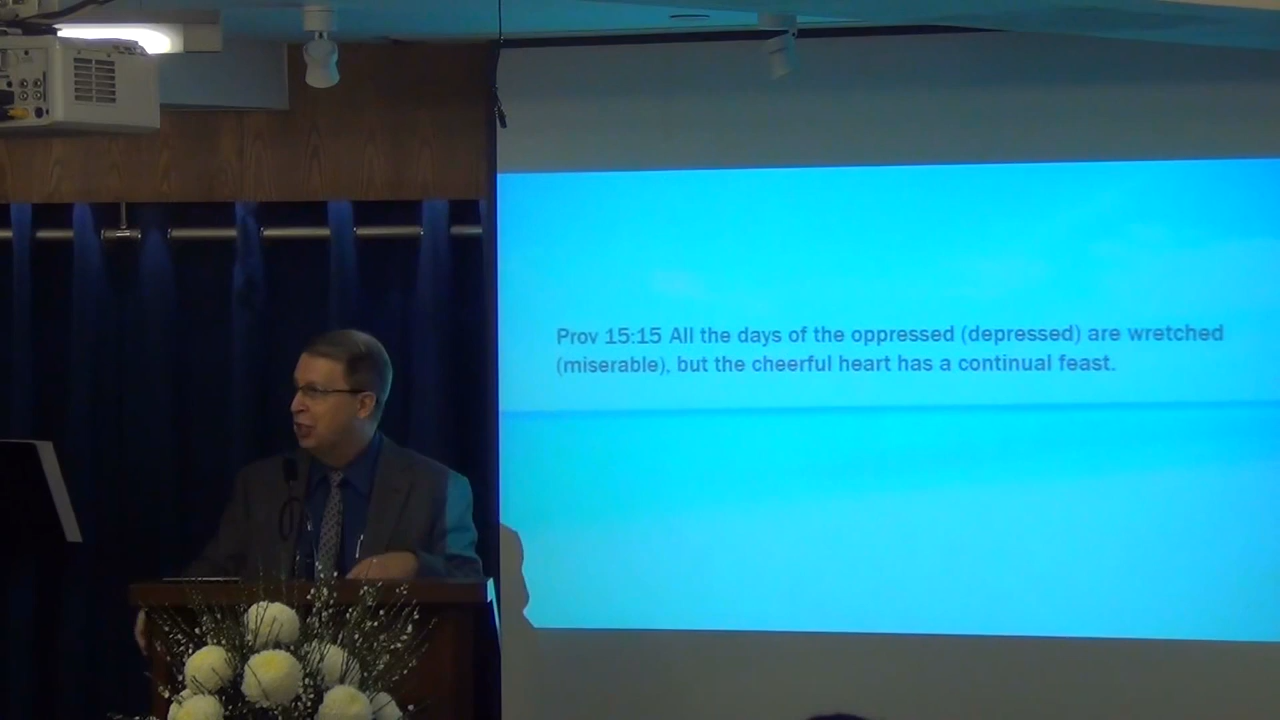 Prov 15:15 All the days of the oppressed (depressed) are wretched
(miserable), but the cheerful heart has a continual feast.